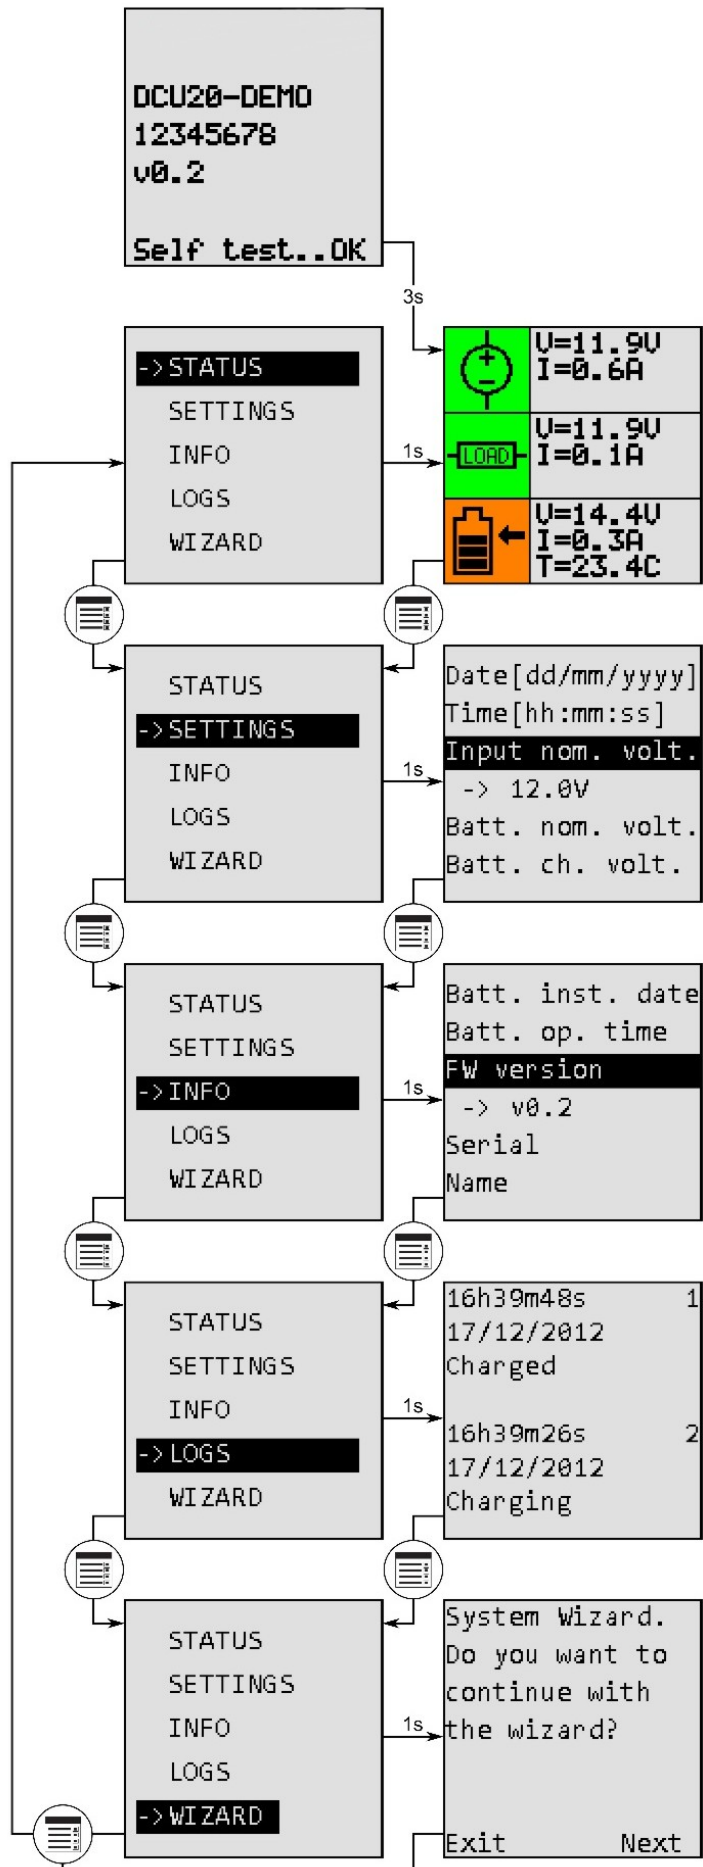 DCU20-DEMO
12345678
v0.2
Self test..OK
3s
->STATUS
SETTINGS
INFO
LOGS
WIZARD
1s
V=11.9V
I=0.6A
LOAD
V=11.9V
I=0.1A
V=14.4V
I=0.3A
T=23.4C
STATUS
->SETTINGS
INFO
LOGS
WIZARD
1s
Date[dd/mm/yyyy]
Time[hh:mm:ss]
Input nom. volt.
-> 12.0V
Batt. nom. volt.
Batt. ch. volt.
STATUS
SETTINGS
->INFO
LOGS
WIZARD
1s
Batt. inst. date
Batt. op. time
FW version
-> v0.2
Serial
Name
STATUS
SETTINGS
INFO
->LOGS
WIZARD
1s
16h39m48s 1
17/12/2012
Charged
16h39m26s 2
17/12/2012
Charging
STATUS
SETTINGS
INFO
LOGS
->WIZARD
1s
System Wizard.
Do you want to
continue with
the wizard?
Exit Next